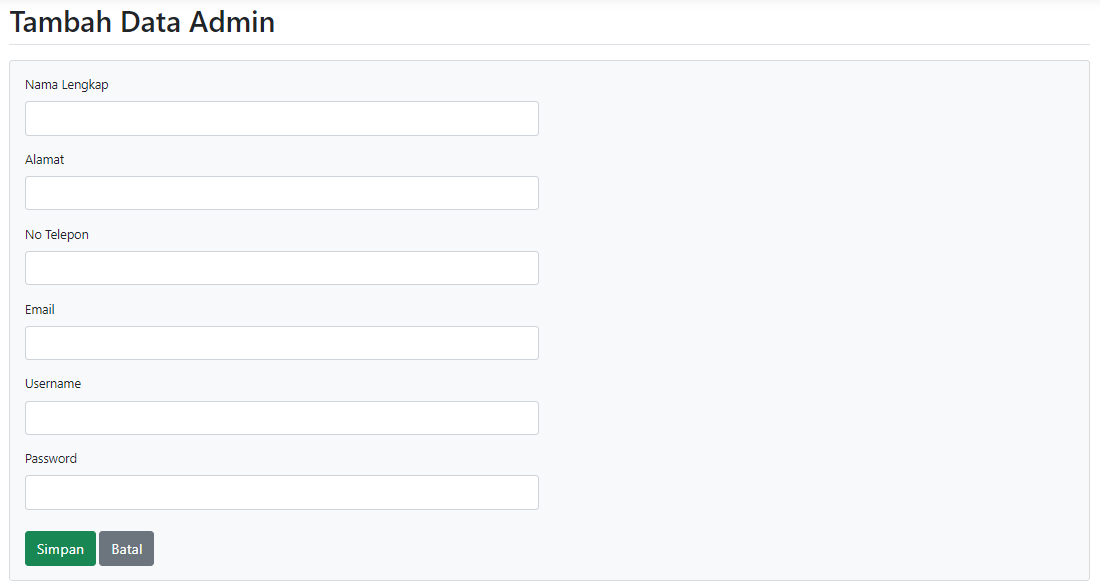 Tambah Data Admin
Nama Lengkap
Alamat
No Telepon
Email
Username
Password
Simpan Batal